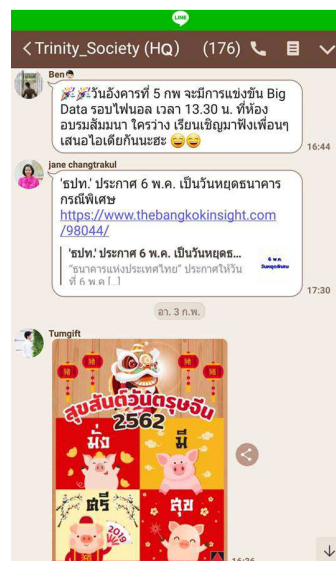 LINE
Trinity_Society (HQ) (176)
Ben
🎉🎉วันอังคารที่ 5 กพ จะมีการแข่งขัน Big
Data รอบไฟนอล เวลา 13.30 น. ที่ห้อง
อบรมสัมมนา ใครว่าง เรียนเชิญมาฟังเพื่อนๆ
เสนอไอเดียกันนะฮะ 😄😄
16:44
jane changtrakul
'ธปท.' ประกาศ 6 พ.ค. เป็นวันหยุดธนาคาร
กรณีพิเศษ
https://www.thebangkokinsight.com
/98044/
'ธปท.' ประกาศ 6 พ.ค. เป็นวันหยุดธ...
"ธนาคารแห่งประเทศไทย" ประกาศให้วัน
ที่ 6 พ.ค [...]
6 พ.ค.
วันหยุดพิเศษ
17:30
อา. 3 ก.พ.
Tumgift
สุขสันต์วันตรุษจีน
2562
มั่ง
มี
ศรี
สุข
2019
16:36